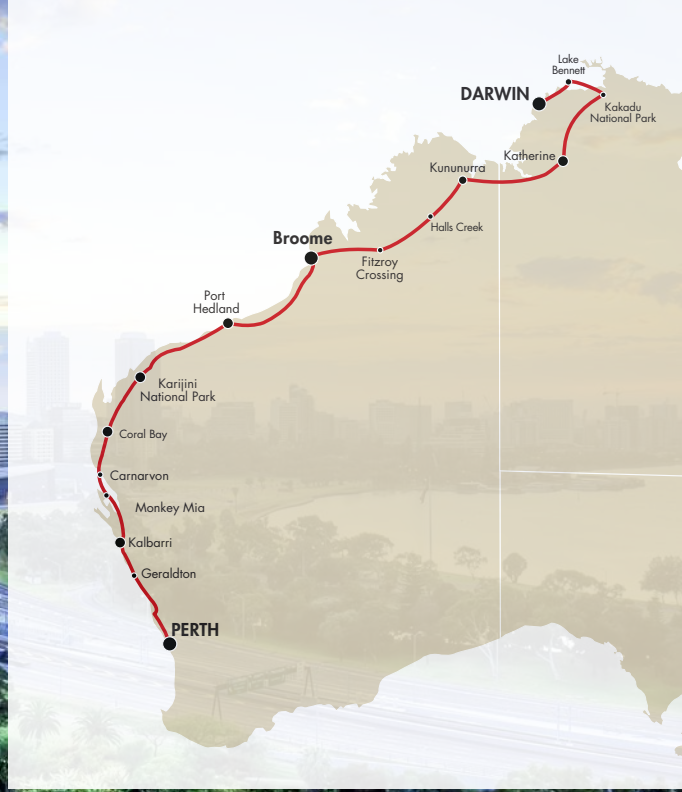 Lake
Bennett
DARWIN
Kakadu
National Park
Katherine
Kununurra
Halls Creek
Broome
Fitzroy
Crossing
Port
Hedland
Karijini
National Park
Coral Bay
Carnarvon
Monkey Mia
Kalbarri
Geraldton
PERTH